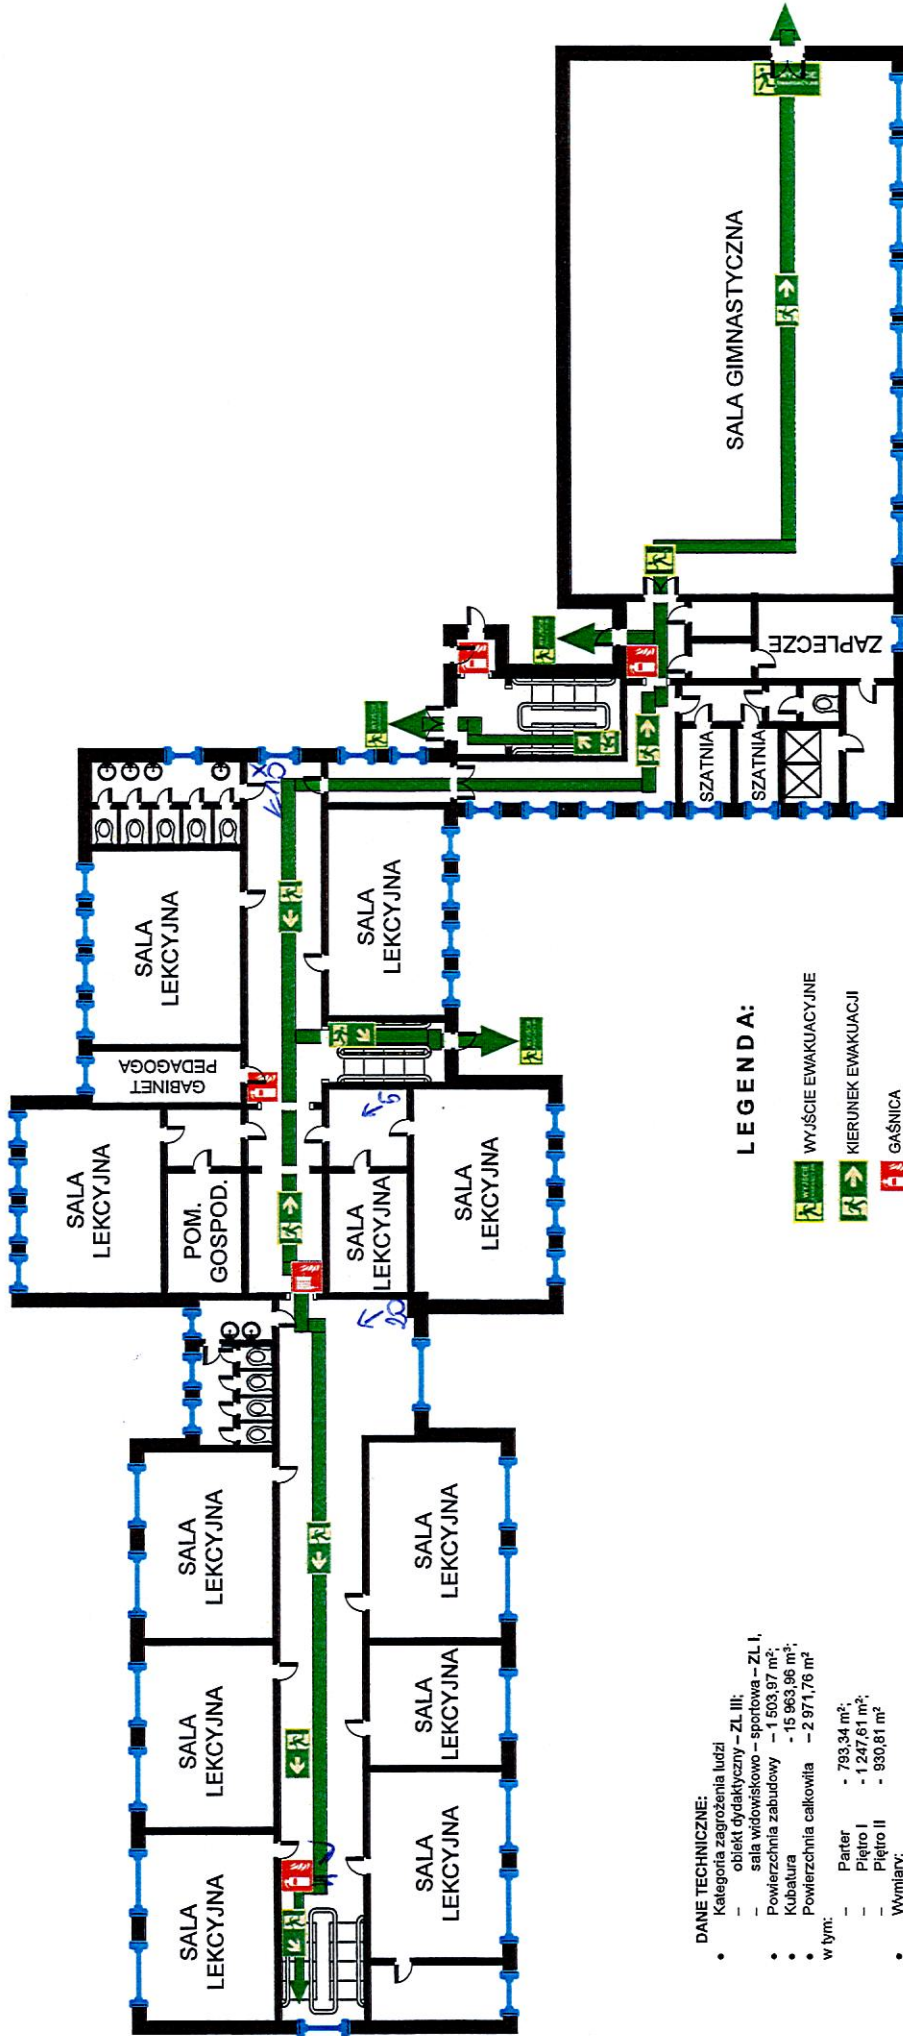 SALA GIMNASTYCZNA
ZAPLECZE
SZATNIA
SZATNIA
SALA
LEKCYJNA
SALA
LEKCYJNA
GABINET
PEDAGOGA
SALA
LEKCYJNA
POM.
GOSPOD.
SALA
LEKCYJNA
SALA
LEKCYJNA
20
SALA
LEKCYJNA
SALA
LEKCYJNA
SALA
LEKCYJNA
SALA
LEKCYJNA
SALA
LEKCYJNA
SALA
LEKCYJNA
LEGENDA:
WYJŚCIE EWAKUACYJNE
KIERUNEK EWAKUACJI
GAŚNICA
DANE TECHNICZNE:
• Kategoria zagrożenia ludzi
– obiekt dydaktyczny – ZL III;
– sala widowiskowo – sportowa – ZL I,
• Powierzchnia zabudowy – 1 503,97 m²;
• Kubatura - 15 963,96 m³;
• Powierzchnia całkowita – 2 971,76 m²
w tym:
– Parter - 793,34 m²;
– Piętro I - 1 247,61 m²;
– Piętro II - 930,81 m²
• Wymiary: